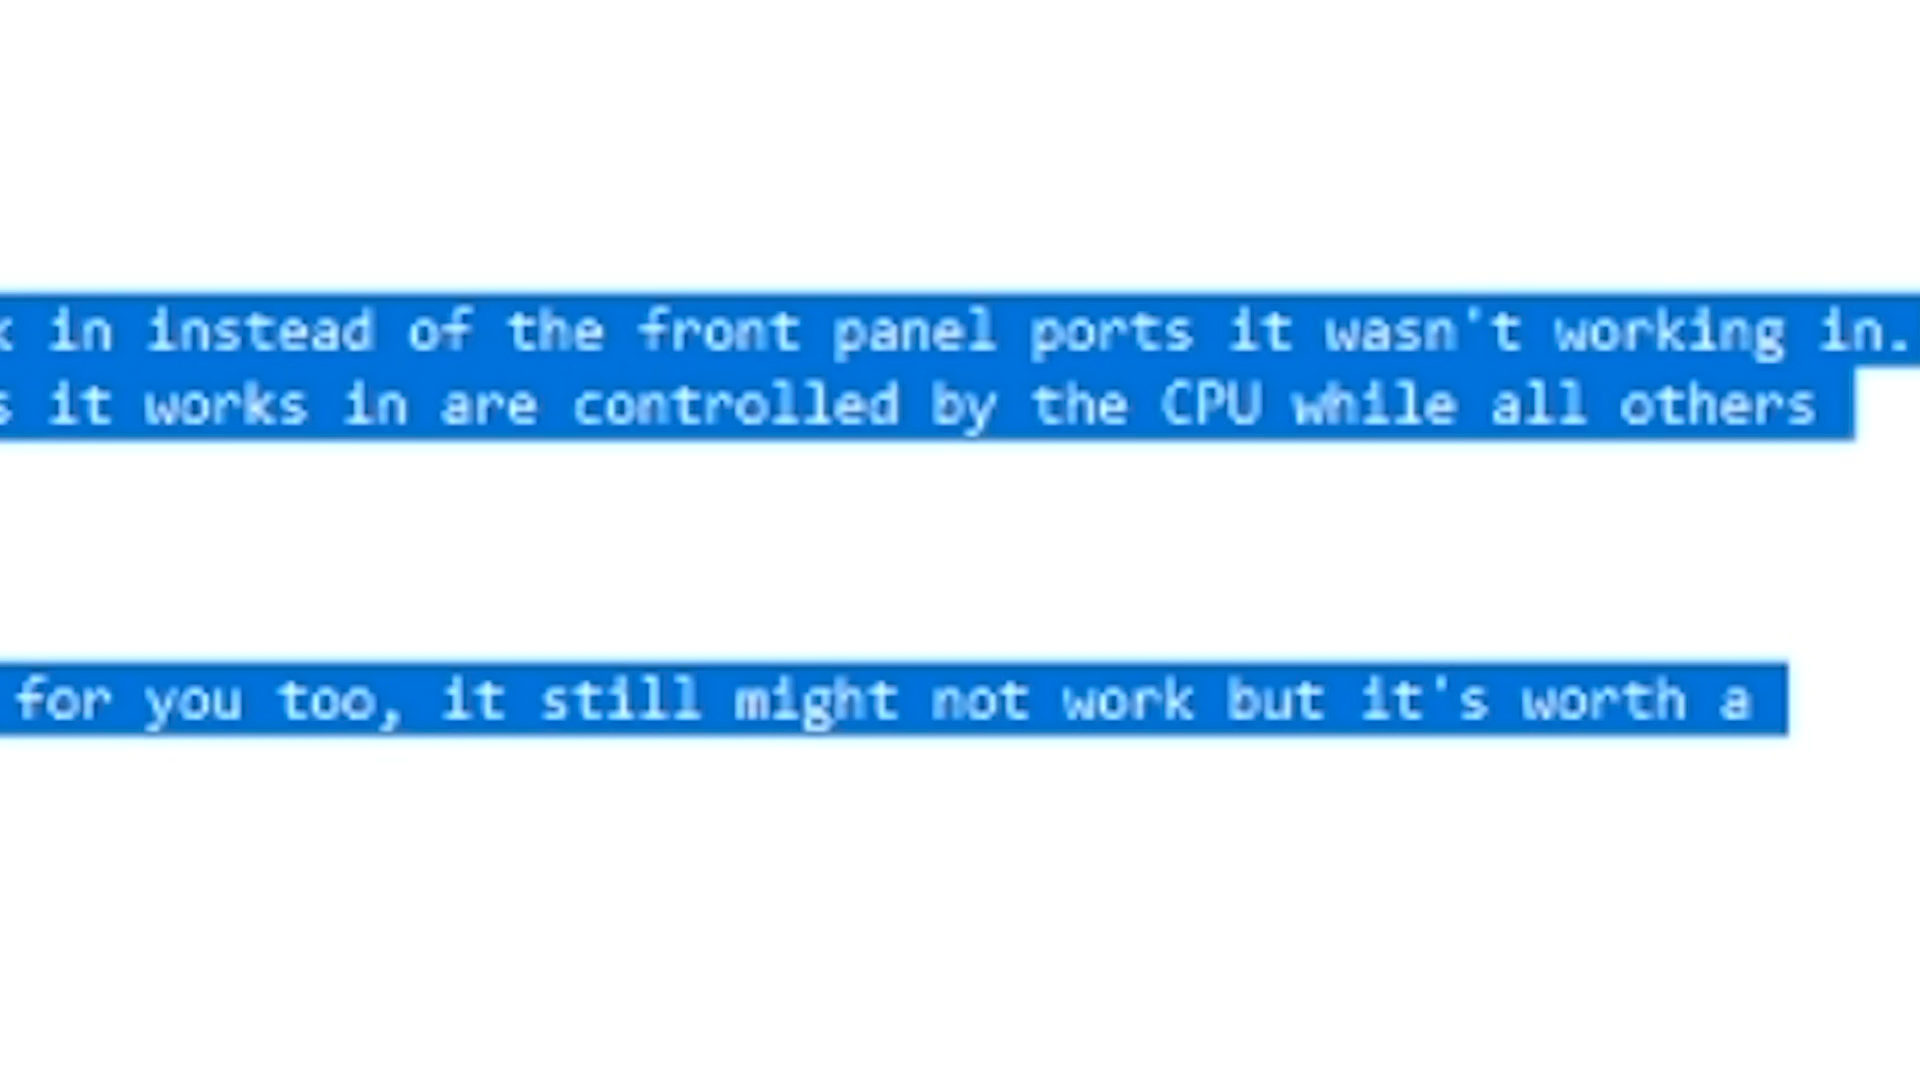 in instead of the front panel ports it wasn't working in.
it works in are controlled by the CPU while all others
for you too, it still might not work but it's worth a